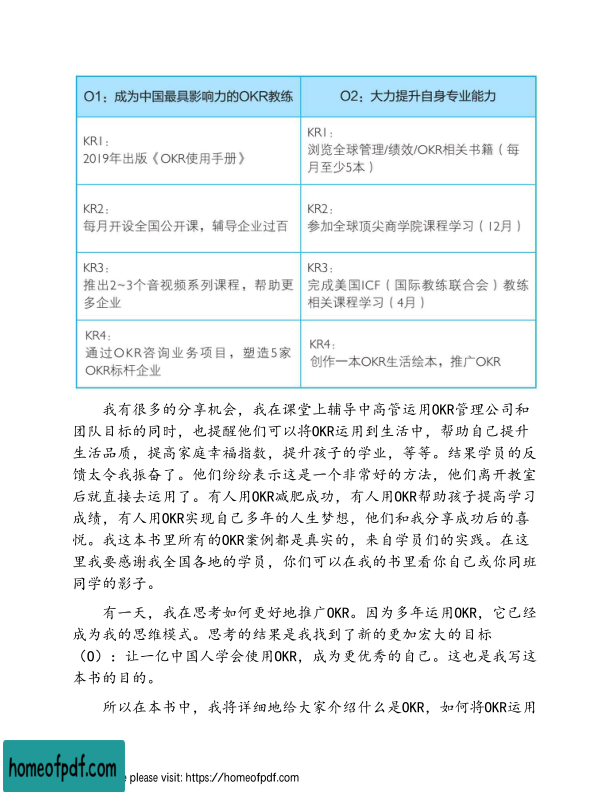 O1：成为中国最具影响力的OKR教练
O2：大力提升自身专业能力
KR1：
2019年出版《OKR使用手册》
KR1：
浏览全球管理/绩效/OKR相关书籍（每
月至少5本）
KR2：
每月开设全国公开课，辅导企业过百
KR2：
参加全球顶尖商学院课程学习（12月）
KR3：
推出2~3个音视频系列课程，帮助更
多企业
KR3：
完成美国ICF（国际教练联合会）教练
相关课程学习（4月）
KR4：
通过OKR咨询业务项目，塑造5家
OKR标杆企业
KR4：
创作一本OKR生活绘本，推广OKR
我有很多的分享机会，我在课堂上辅导中高管运用OKR管理公司和
团队目标的同时，也提醒他们可以将OKR运用到生活中，帮助自己提升
生活品质，提高家庭幸福指数，提升孩子的学业，等等。结果学员的反
馈太令我振奋了。他们纷纷表示这是一个非常好的方法，他们离开教室
后就直接去运用了。有人用OKR减肥成功，有人用OKR帮助孩子提高学习
成绩，有人用OKR实现自己多年的人生梦想，他们和我分享成功后的喜
悦。我这本书里所有的OKR案例都是真实的，来自学员们的实践。在这
里我要感谢我全国各地的学员，你们可以在我的书里看你自己或你同班
同学的影子。
有一天，我在思考如何更好地推广OKR。因为多年运用OKR，它已经
成为我的思维模式。思考的结果是我找到了新的更加宏大的目标
（O）：让一亿中国人学会使用OKR，成为更优秀的自己。这也是我写这
本书的目的。
所以在本书中，我将详细地给大家介绍什么是OKR，如何将OKR运用
homeofpdf.com
e please visit: https://homeofpdf.com